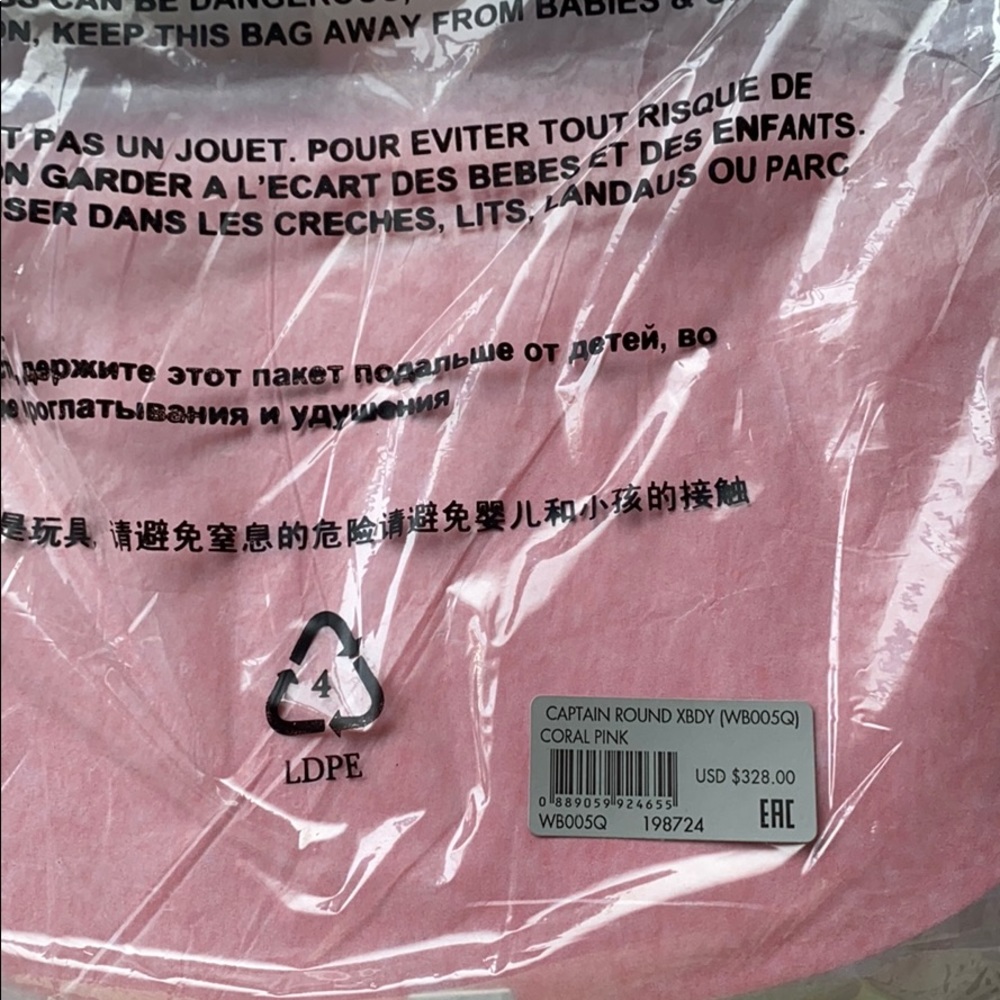 CAN BE DANGEROUS,
N, KEEP THIS BAG AWAY FROM BABIES &
T PAS UN JOUET. POUR EVITER TOUT RISQUE DE
N GARDER A L'ECART DES BEBES ET DES ENFANTS.
SER DANS LES CRECHES, LITS, LANDAUS OU PARC
держите этот пакет подальше от детей, во
проглатывания и удушения
是玩具, 请避免窒息的危险请避免婴儿和小孩的接触
4
LDPE
CAPTAIN ROUND XBDY (WB005Q)
CORAL PINK
USD $328.00
0 889059 924655
WB005Q 198724
EAC